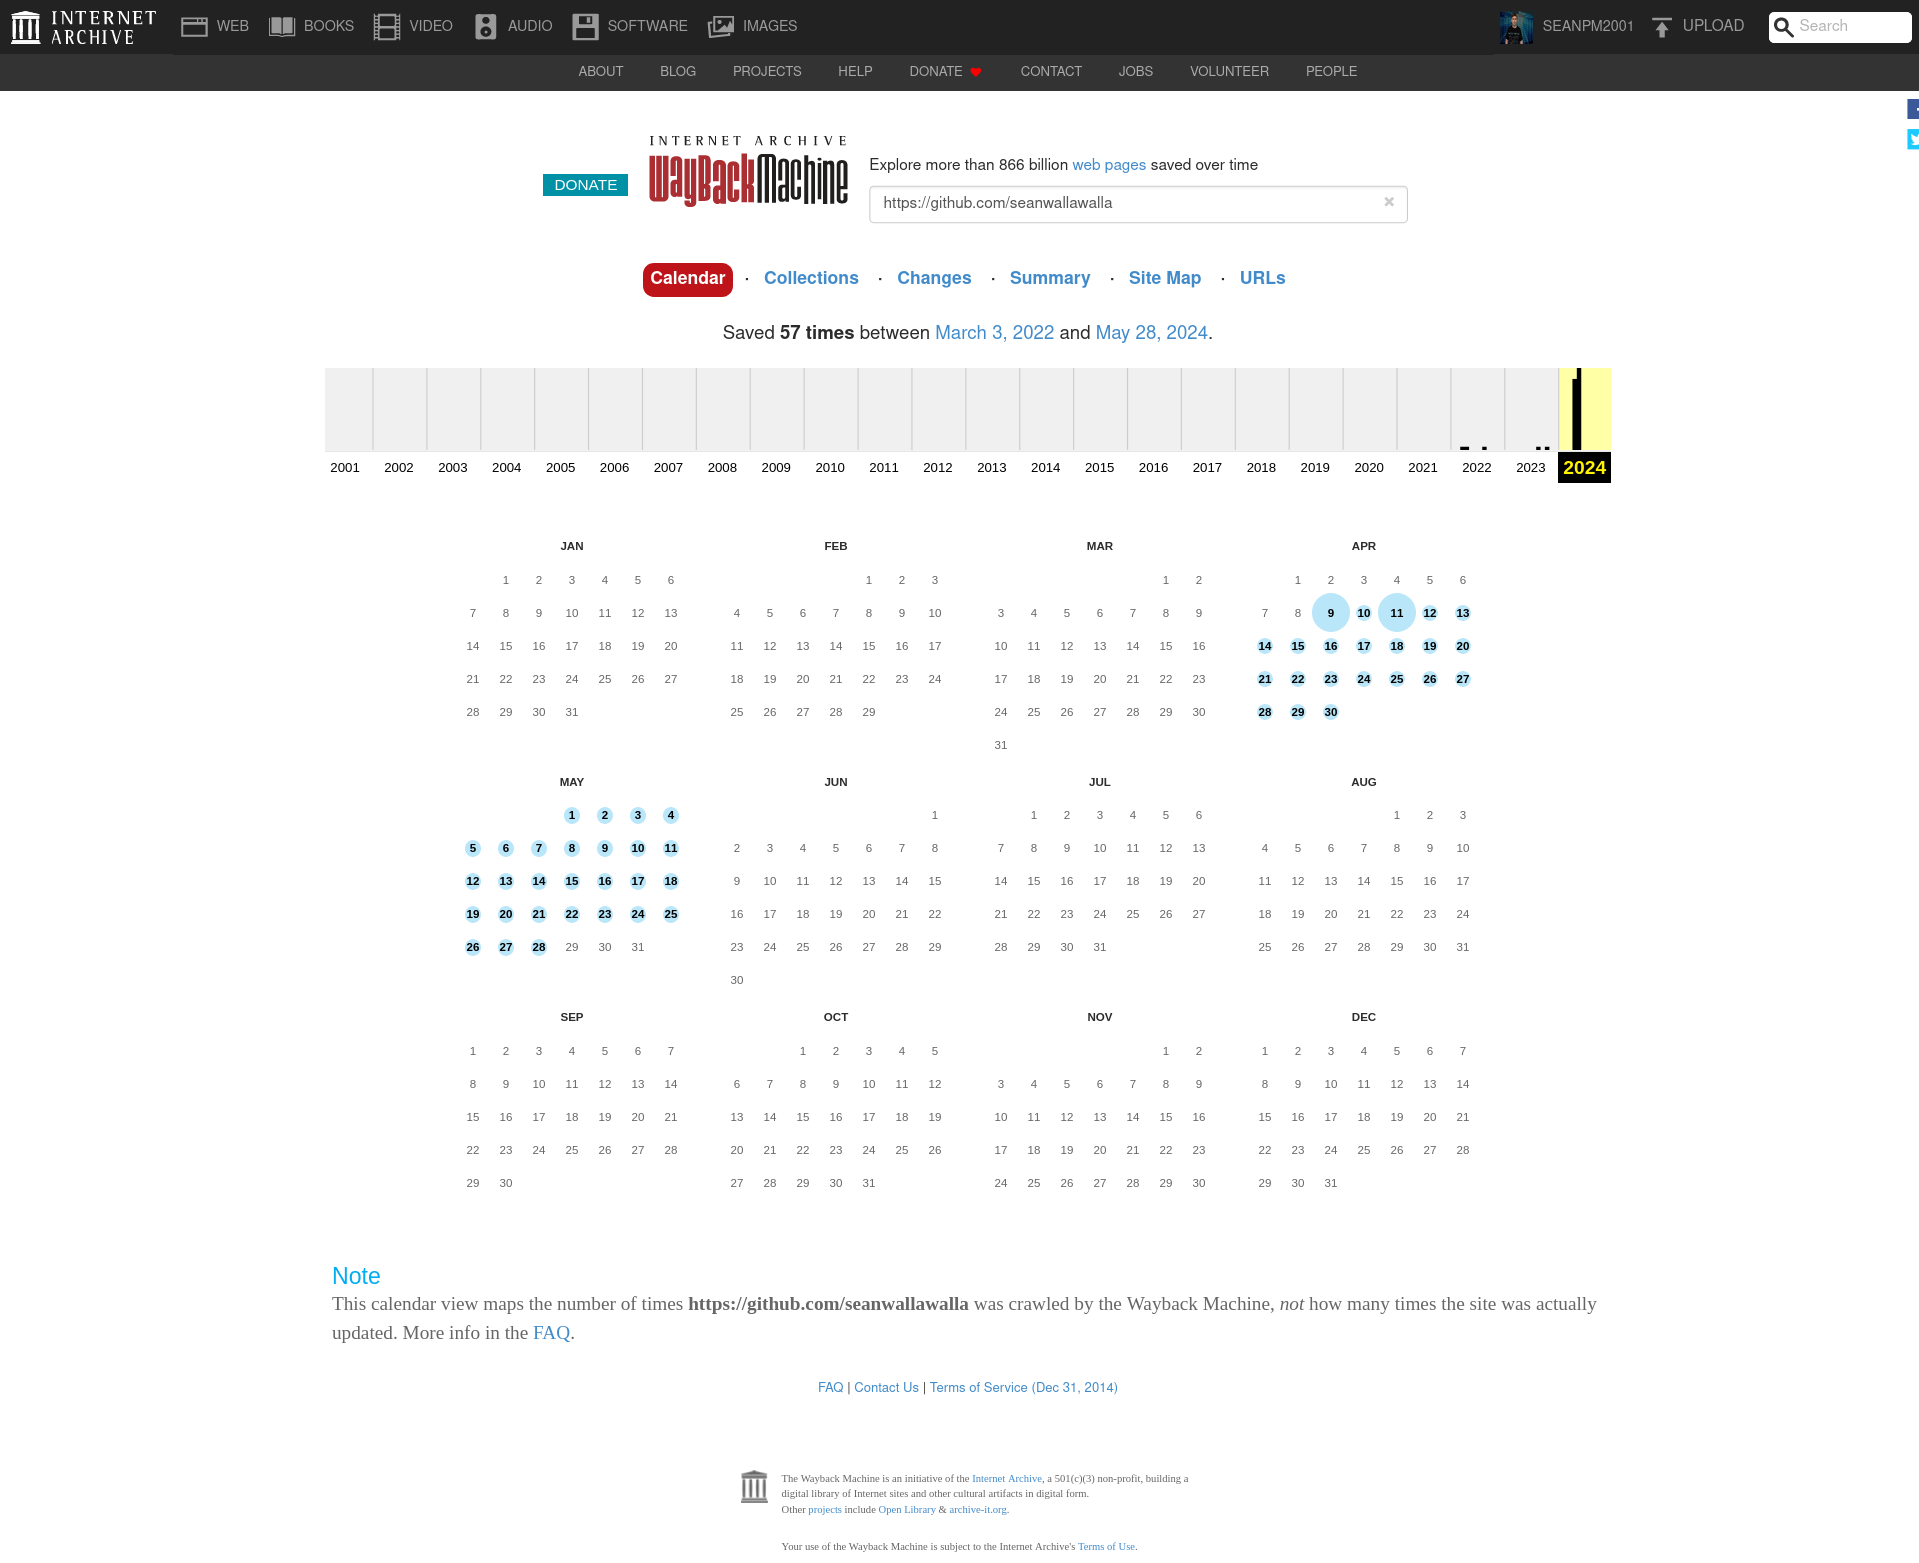 INTERNET ARCHIVE WEB BOOKS VIDEO AUDIO SOFTWARE IMAGES SEANPM2001 UPLOAD Search
ABOUT BLOG PROJECTS HELP DONATE CONTACT JOBS VOLUNTEER PEOPLE
DONATE
INTERNET ARCHIVE
WayBackMachine
Explore more than 866 billion web pages saved over time
https://github.com/seanwallawalla ×
Calendar · Collections · Changes · Summary · Site Map · URLs
Saved 57 times between March 3, 2022 and May 28, 2024.
2001 2002 2003 2004 2005 2006 2007 2008 2009 2010 2011 2012 2013 2014 2015 2016 2017 2018 2019 2020 2021 2022 2023 2024
JAN FEB MAR APR
1 2 3 4 5 6 1 2 3 1 2 1 2 3 4 5 6
7 8 9 10 11 12 13 4 5 6 7 8 9 10 3 4 5 6 7 8 9 7 8 9 10 11 12 13
14 15 16 17 18 19 20 11 12 13 14 15 16 17 10 11 12 13 14 15 16 14 15 16 17 18 19 20
21 22 23 24 25 26 27 18 19 20 21 22 23 24 17 18 19 20 21 22 23 21 22 23 24 25 26 27
28 29 30 31 25 26 27 28 29 24 25 26 27 28 29 30 28 29 30
31
MAY JUN JUL AUG
1 2 3 4 1 1 2 3 4 5 6 1 2 3
5 6 7 8 9 10 11 2 3 4 5 6 7 8 7 8 9 10 11 12 13 4 5 6 7 8 9 10
12 13 14 15 16 17 18 9 10 11 12 13 14 15 14 15 16 17 18 19 20 11 12 13 14 15 16 17
19 20 21 22 23 24 25 16 17 18 19 20 21 22 21 22 23 24 25 26 27 18 19 20 21 22 23 24
26 27 28 29 30 31 23 24 25 26 27 28 29 28 29 30 31 25 26 27 28 29 30 31
30
SEP OCT NOV DEC
1 2 3 4 5 6 7 1 2 3 4 5 1 2 1 2 3 4 5 6 7
8 9 10 11 12 13 14 6 7 8 9 10 11 12 3 4 5 6 7 8 9 8 9 10 11 12 13 14
15 16 17 18 19 20 21 13 14 15 16 17 18 19 10 11 12 13 14 15 16 15 16 17 18 19 20 21
22 23 24 25 26 27 28 20 21 22 23 24 25 26 17 18 19 20 21 22 23 22 23 24 25 26 27 28
29 30 27 28 29 30 31 24 25 26 27 28 29 30 29 30 31
Note
This calendar view maps the number of times https://github.com/seanwallawalla was crawled by the Wayback Machine, not how many times the site was actually
updated. More info in the FAQ.
FAQ | Contact Us | Terms of Service (Dec 31, 2014)
The Wayback Machine is an initiative of the Internet Archive, a 501(c)(3) non-profit, building a
digital library of Internet sites and other cultural artifacts in digital form.
Other projects include Open Library & archive-it.org.
Your use of the Wayback Machine is subject to the Internet Archive's Terms of Use.